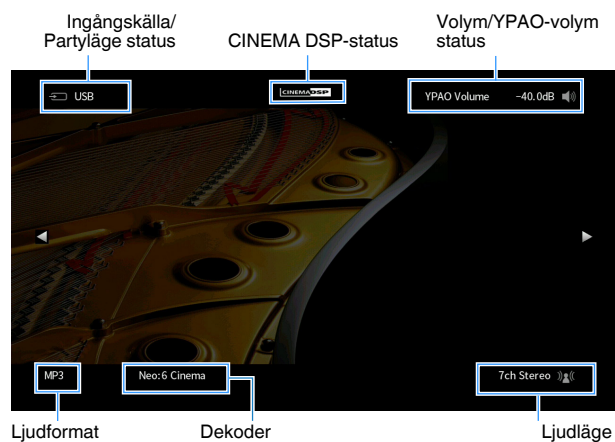 Ingångskälla/
Partyläge status
CINEMA DSP-status
Volym/YPAO-volym
status
USB
CINEMA DSP
YPAO Volume -40.0dB
MP3
Neo:6 Cinema
7ch Stereo
Ljudformat
Dekoder
Ljudläge